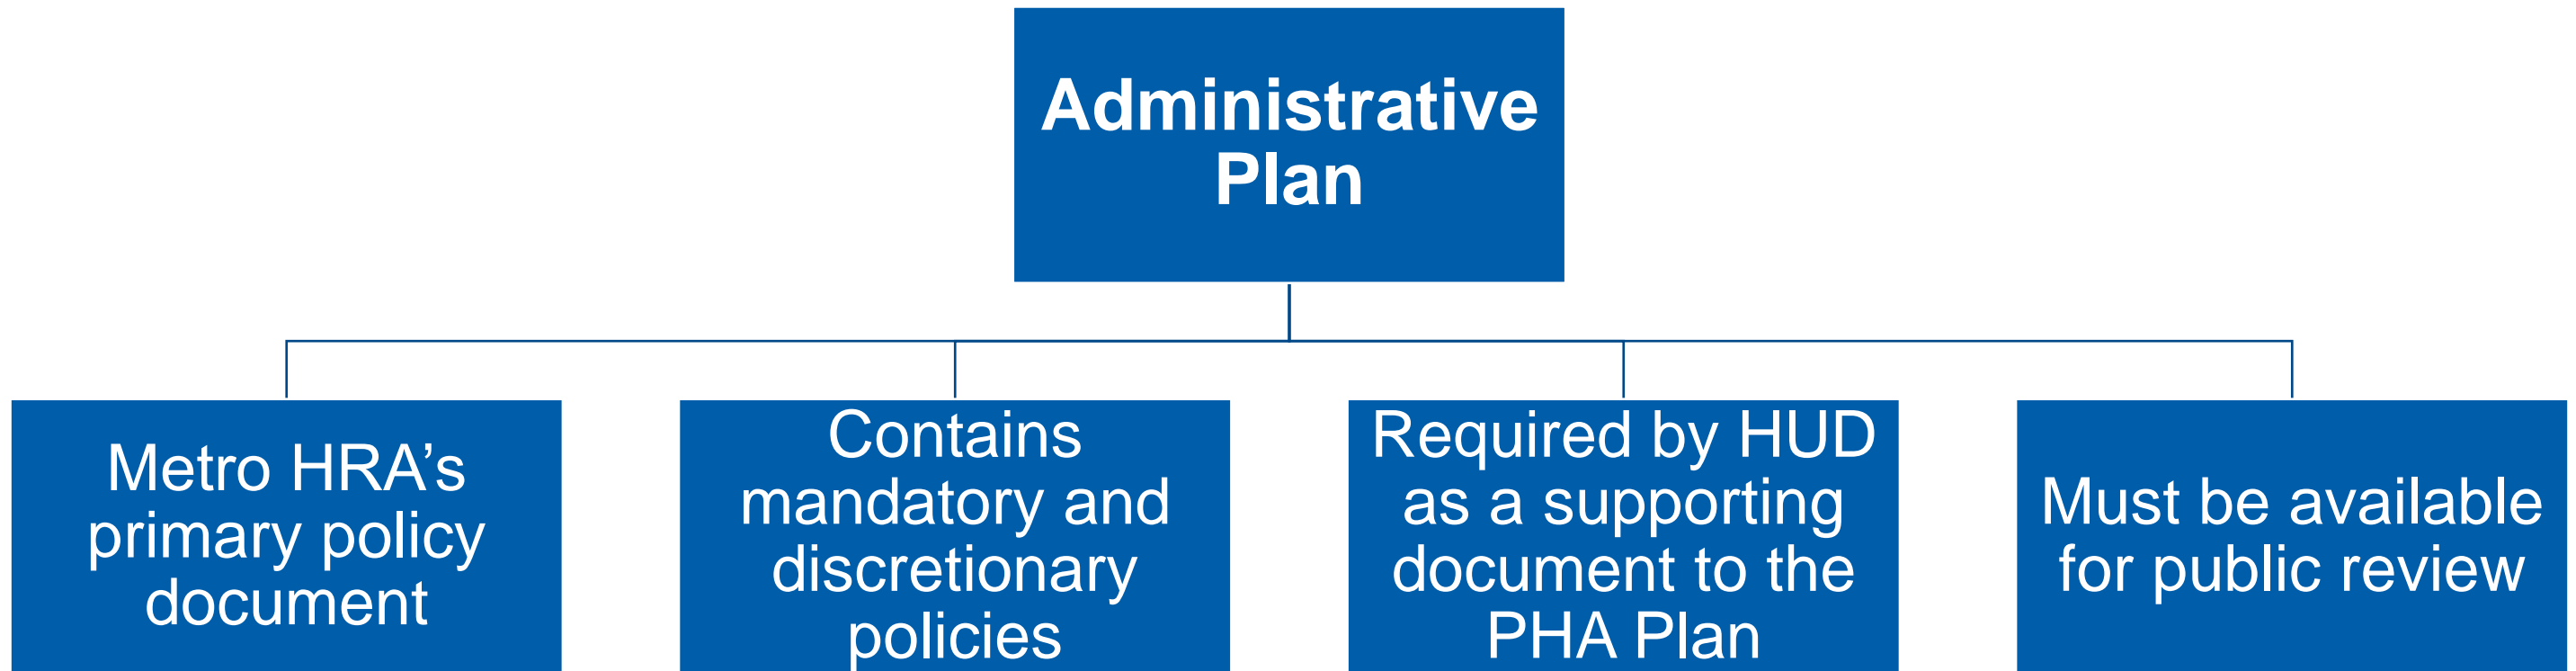 Administrative
Plan
Metro HRA’s
primary policy
document
Contains
mandatory and
discretionary
policies
Required by HUD
as a supporting
document to the
PHA Plan
Must be available
for public review